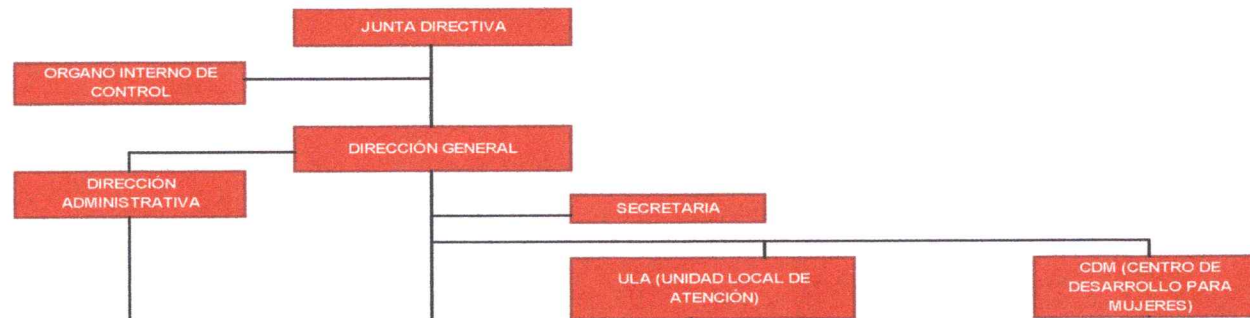 JUNTA DIRECTIVA
ORGANO INTERNO DE
CONTROL
DIRECCIÓN GENERAL
DIRECCIÓN
ADMINISTRATIVA
SECRETARIA
ULA (UNIDAD LOCAL DE
ATENCIÓN)
CDM (CENTRO DE
DESARROLLO PARA
MUJERES)